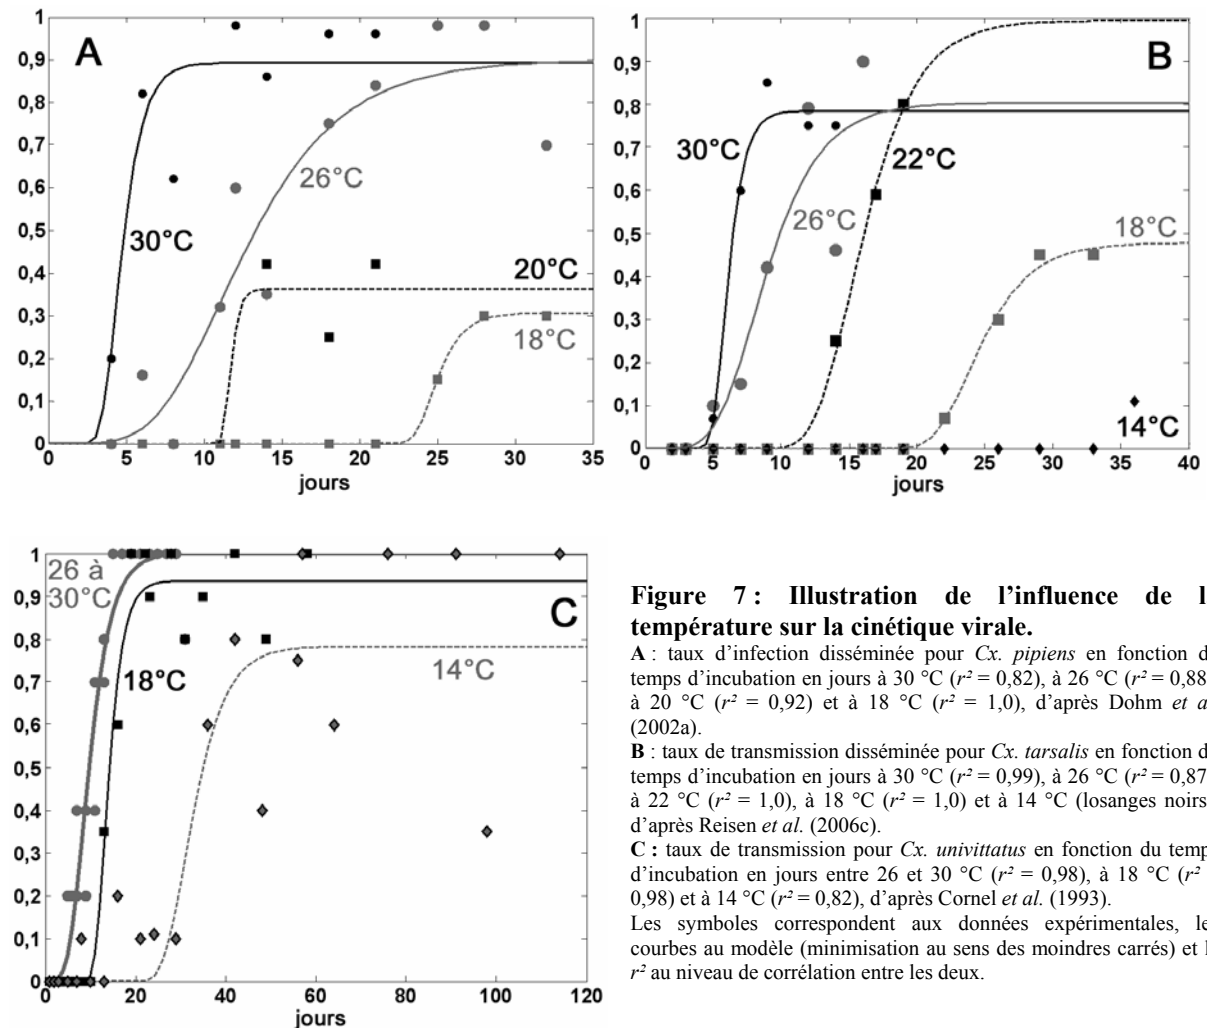 1
0,9
0,8
0,7
0,6
0,5
0,4
0,3
0,2
0,1
0
A
30°C
26°C
20°C
18°C
0 5 10 15 20 25 30 35
jours
1
0,9
0,8
0,7
0,6
0,5
0,4
0,3
0,2
0,1
0
B
30°C
22°C
26°C
18°C
14°C
0 5 10 15 20 25 30 35 40
jours
1
0,9
0,8
0,7
0,6
0,5
0,4
0,3
0,2
0,1
0
26 à
30°C
C
18°C
14°C
0 20 40 60 80 100 120
jours
Figure 7 : Illustration de l’influence de l
température sur la cinétique virale.
A : taux d’infection disséminée pour Cx. pipiens en fonction d
temps d’incubation en jours à 30 °C (r² = 0,82), à 26 °C (r² = 0,88
à 20 °C (r² = 0,92) et à 18 °C (r² = 1,0), d’après Dohm et a
(2002a).
B : taux de transmission disséminée pour Cx. tarsalis en fonction d
temps d’incubation en jours à 30 °C (r² = 0,99), à 26 °C (r² = 0,87
à 22 °C (r² = 1,0), à 18 °C (r² = 1,0) et à 14 °C (losanges noirs
d’après Reisen et al. (2006c).
C : taux de transmission pour Cx. univittatus en fonction du temp
d’incubation en jours entre 26 et 30 °C (r² = 0,98), à 18 °C (r²
0,98) et à 14 °C (r² = 0,82), d’après Cornel et al. (1993).
Les symboles correspondent aux données expérimentales, le
courbes au modèle (minimisation au sens des moindres carrés) et l
r² au niveau de corrélation entre les deux.